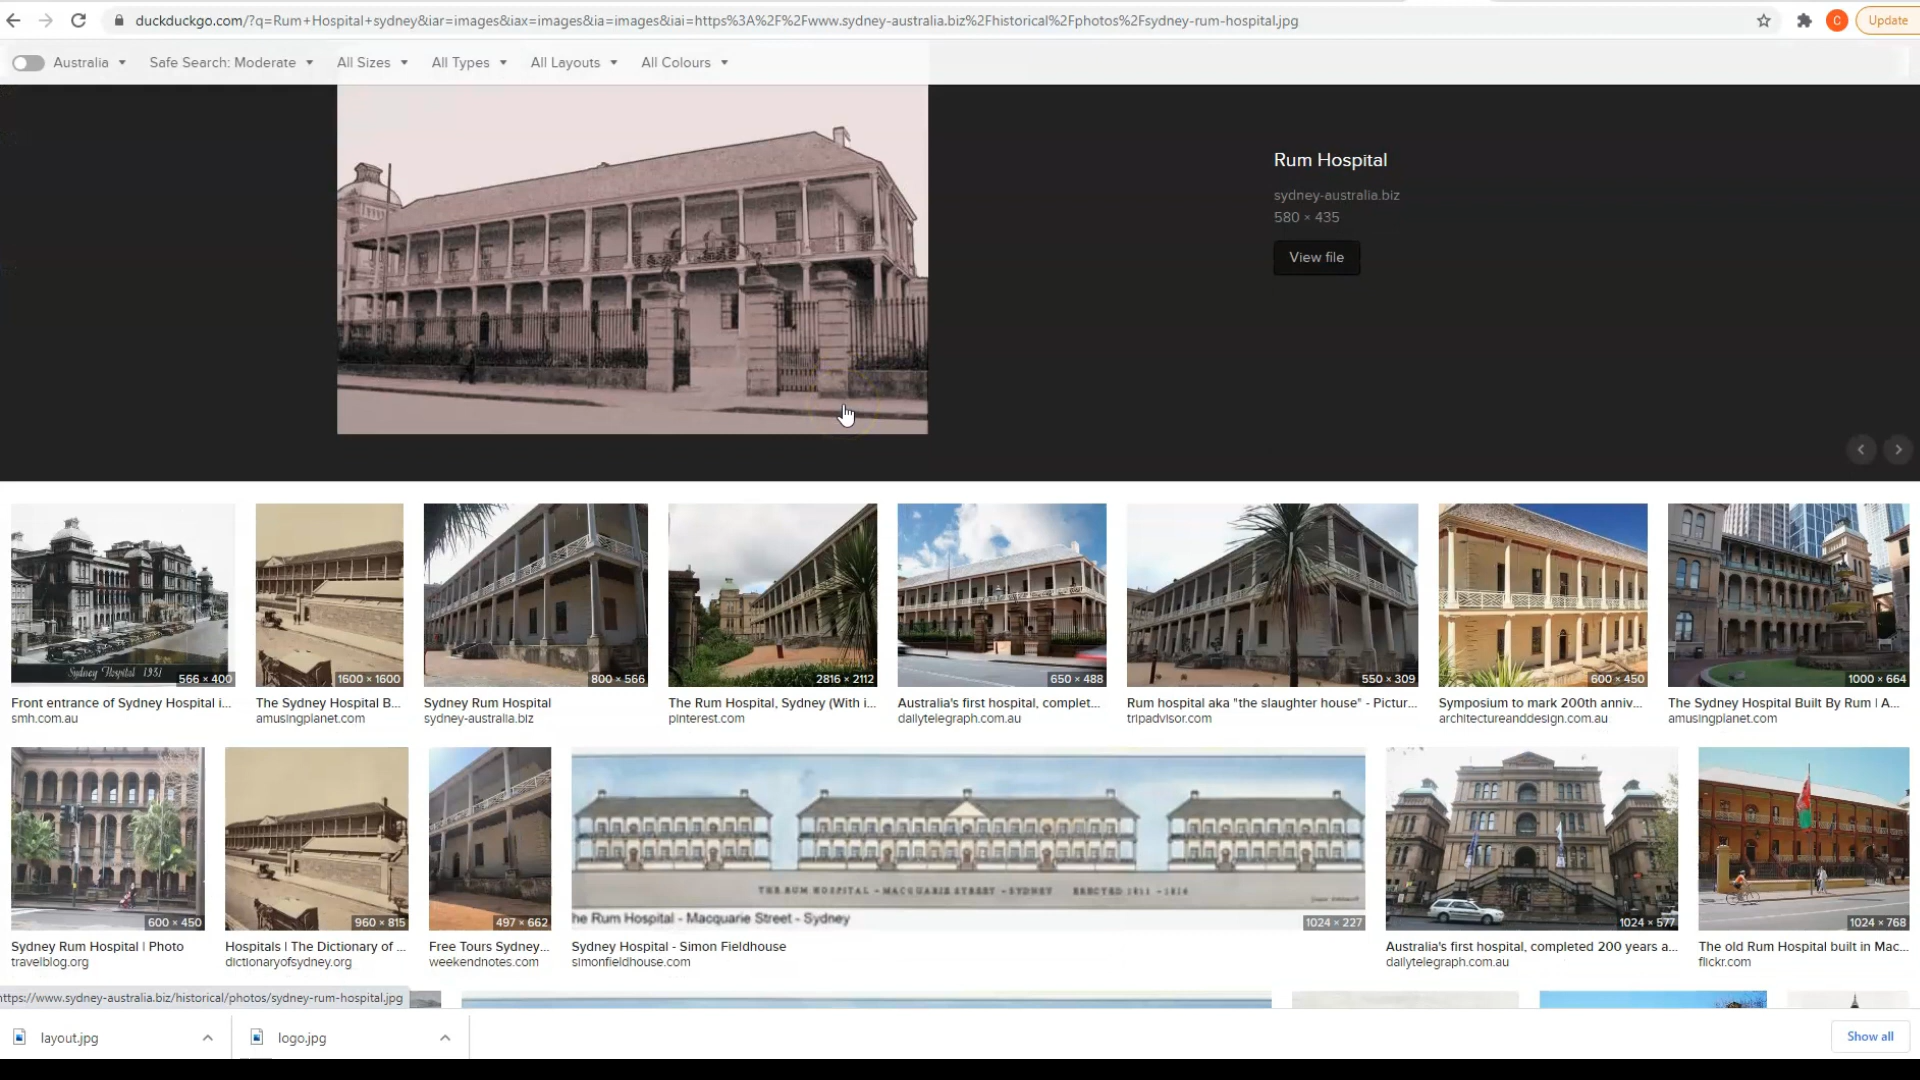 duckduckgo.com/?q=Rum+Hospital+sydney&iar=images&iax=images&ia=images&iai=https%3A%2F%2Fwww.sydney-australia.biz%2Fhistorical%2Fphotos%2Fsydney-rum-hospital.jpg
C
Update
Australia
Safe Search: Moderate
All Sizes
All Types
All Layouts
All Colours
Rum Hospital
sydney-australia.biz
580 × 435
View file
Sydney Hospital 1931
566 × 400
1600 × 1600
800 × 566
2816 × 2112
650 × 488
550 × 309
600 × 450
1000 × 664
Front entrance of Sydney Hospital i...
smh.com.au
The Sydney Hospital B...
amusingplanet.com
Sydney Rum Hospital
sydney-australia.biz
The Rum Hospital, Sydney (With i...
pinterest.com
Australia's first hospital, complet...
dailytelegraph.com.au
Rum hospital aka "the slaughter house" - Pictur...
tripadvisor.com
Symposium to mark 200th anniv...
architectureanddesign.com.au
The Sydney Hospital Built By Rum | A...
amusingplanet.com
THE RUM HOSPITAL - MACQUARIE STREET - SYDNEY ERECTED 1811 - 1816
he Rum Hospital - Macquarie Street - Sydney
600 × 450
960 × 815
497 × 662
1024 × 227
1024 × 577
1024 × 768
Sydney Rum Hospital | Photo
travelblog.org
Hospitals | The Dictionary of ...
dictionaryofsydney.org
Free Tours Sydney...
weekendnotes.com
Sydney Hospital - Simon Fieldhouse
simonfieldhouse.com
Australia's first hospital, completed 200 years a...
dailytelegraph.com.au
The old Rum Hospital built in Mac...
flickr.com
https://www.sydney-australia.biz/historical/photos/sydney-rum-hospital.jpg
layout.jpg
logo.jpg
Show all